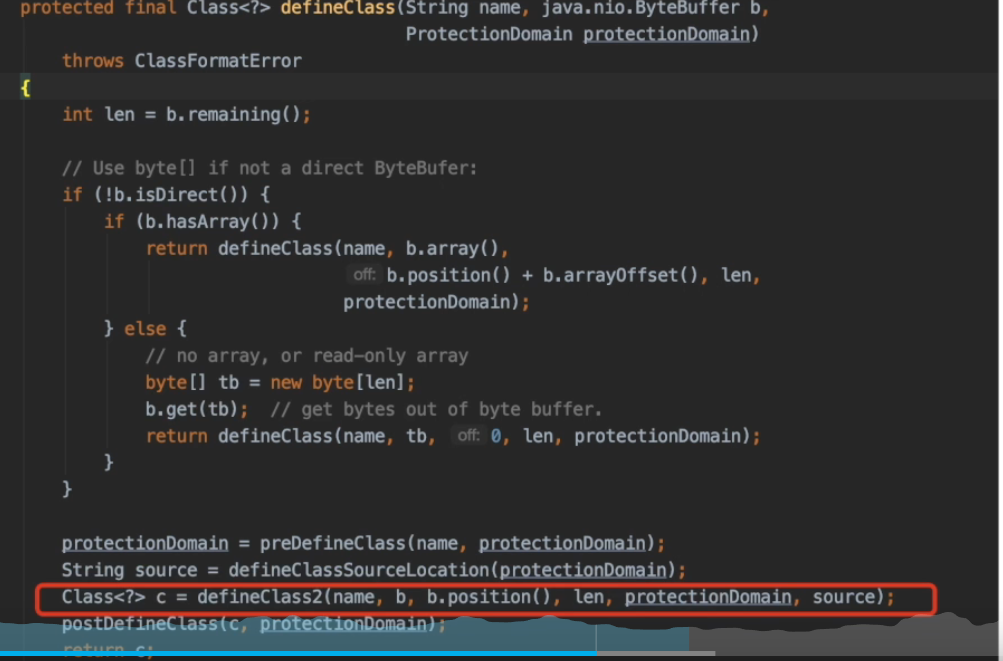 protected final Class<?> defineClass(String name, java.nio.ByteBuffer b,
ProtectionDomain protectionDomain)
throws ClassFormatError
{
int len = b.remaining();
// Use byte[] if not a direct ByteBufer:
if (!b.isDirect()) {
if (b.hasArray()) {
return defineClass(name, b.array(),
off: b.position() + b.arrayOffset(), len,
protectionDomain);
} else {
// no array, or read-only array
byte[] tb = new byte[len];
b.get(tb);  // get bytes out of byte buffer.
return defineClass(name, tb, off: 0, len, protectionDomain);
}
}
protectionDomain = preDefineClass(name, protectionDomain);
String source = defineClassSourceLocation(protectionDomain);
Class<?> c = defineClass2(name, b, b.position(), len, protectionDomain, source);
postDefineClass(c, protectionDomain);
return c;